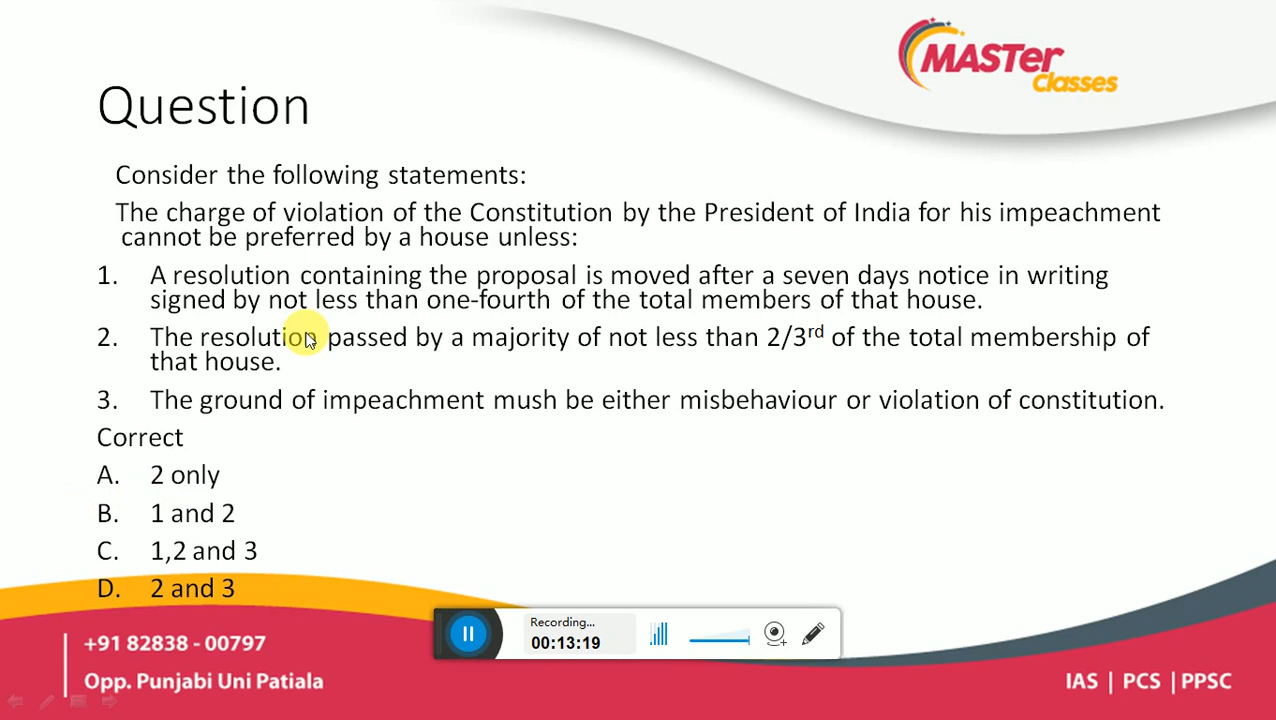 MASTer
Classes
Question
Consider the following statements:
The charge of violation of the Constitution by the President of India for his impeachment
cannot be preferred by a house unless:
1. A resolution containing the proposal is moved after a seven days notice in writing
signed by not less than one-fourth of the total members of that house.
2. The resolution passed by a majority of not less than 2/3rd of the total membership of
that house.
3. The ground of impeachment mush be either misbehaviour or violation of constitution.
Correct
A. 2 only
B. 1 and 2
C. 1,2 and 3
D. 2 and 3
Recording...
00:13:19
+91 82838 - 00797
Opp. Punjabi Uni Patiala
IAS | PCS | PPSC